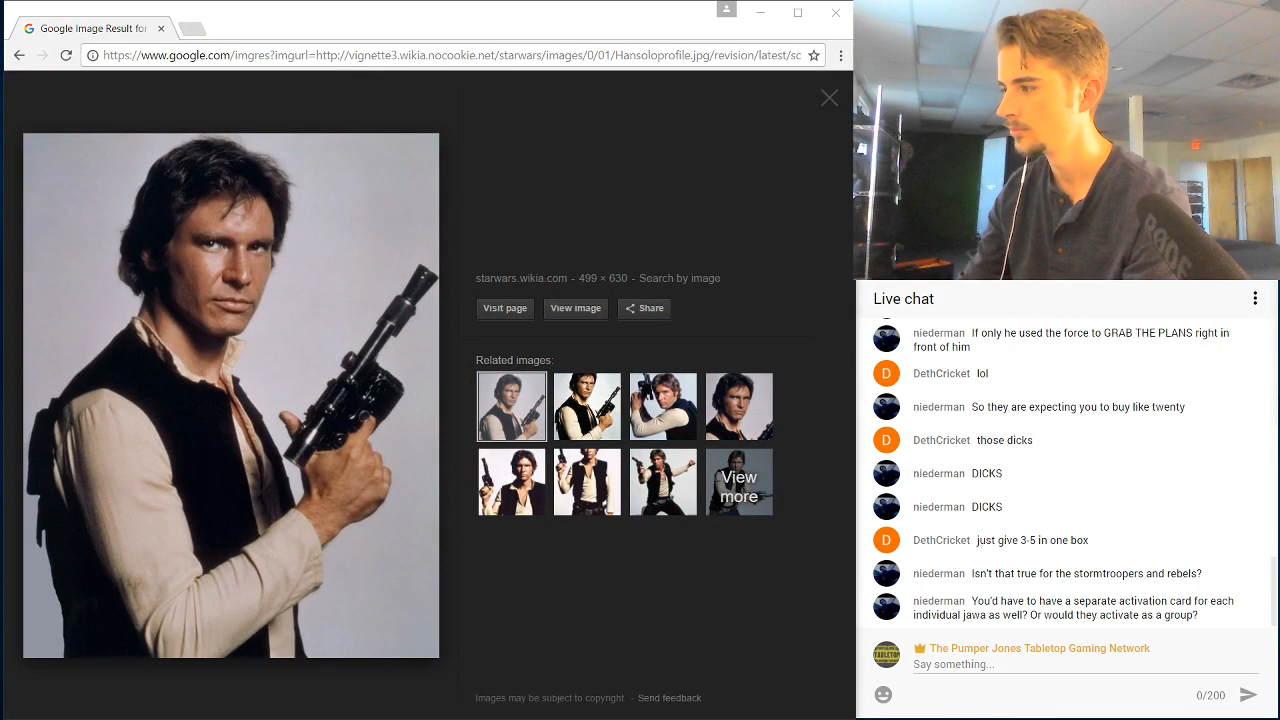 Google Image Result for
https://www.google.com/imgres?imgurl=http://vignette3.wikia.nocookie.net/starwars/images/0/01/Hansoloprofile.jpg/revision/latest/sc
starwars.wikia.com - 499 × 630 - Search by image
Visit page
View image
Share
Related images:
View
more
Images may be subject to copyright. - Send feedback
RODE
Live chat
niederman If only he used the force to GRAB THE PLANS right in
front of him
D DethCricket lol
niederman So they are expecting you to buy like twenty
D DethCricket those dicks
niederman DICKS
niederman DICKS
D DethCricket just give 3-5 in one box
niederman Isn't that true for the stormtroopers and rebels?
niederman You'd have to have a separate activation card for each
individual jawa as well? Or would they activate as a group?
TABLETOP
The Pumper Jones Tabletop Gaming Network
Say something...
0/200